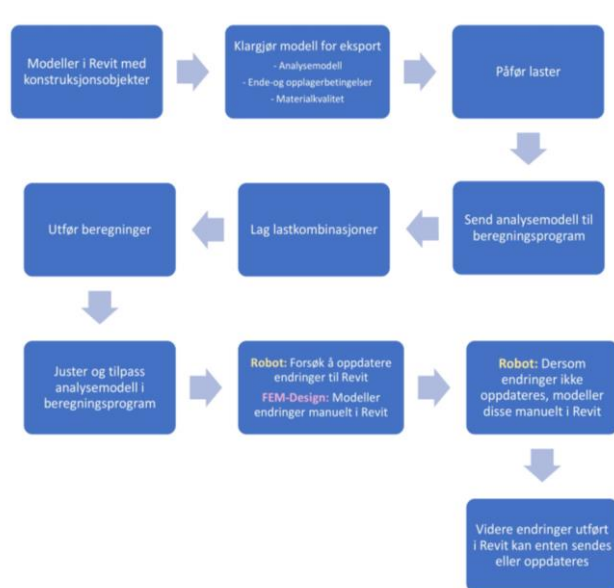 Modeller i Revit med
konstruksjonsobjekter
Klargjør modell for eksport
- Analysemodell
- Ende-og opplagerbetingelser
- Materialkvalitet
Påfør laster
Send analysemodell til
beregningsprogram
Lag lastkombinasjoner
Utfør beregninger
Juster og tilpass
analysemodell i
beregningsprogram
Robot: Forsøk å oppdatere
endringer til Revit
FEM-Design: Modeller
endringer manuelt i Revit
Robot: Dersom
endringer ikke
oppdateres, modeller
disse manuelt i Revit
Videre endringer utført
i Revit kan enten sendes
eller oppdateres